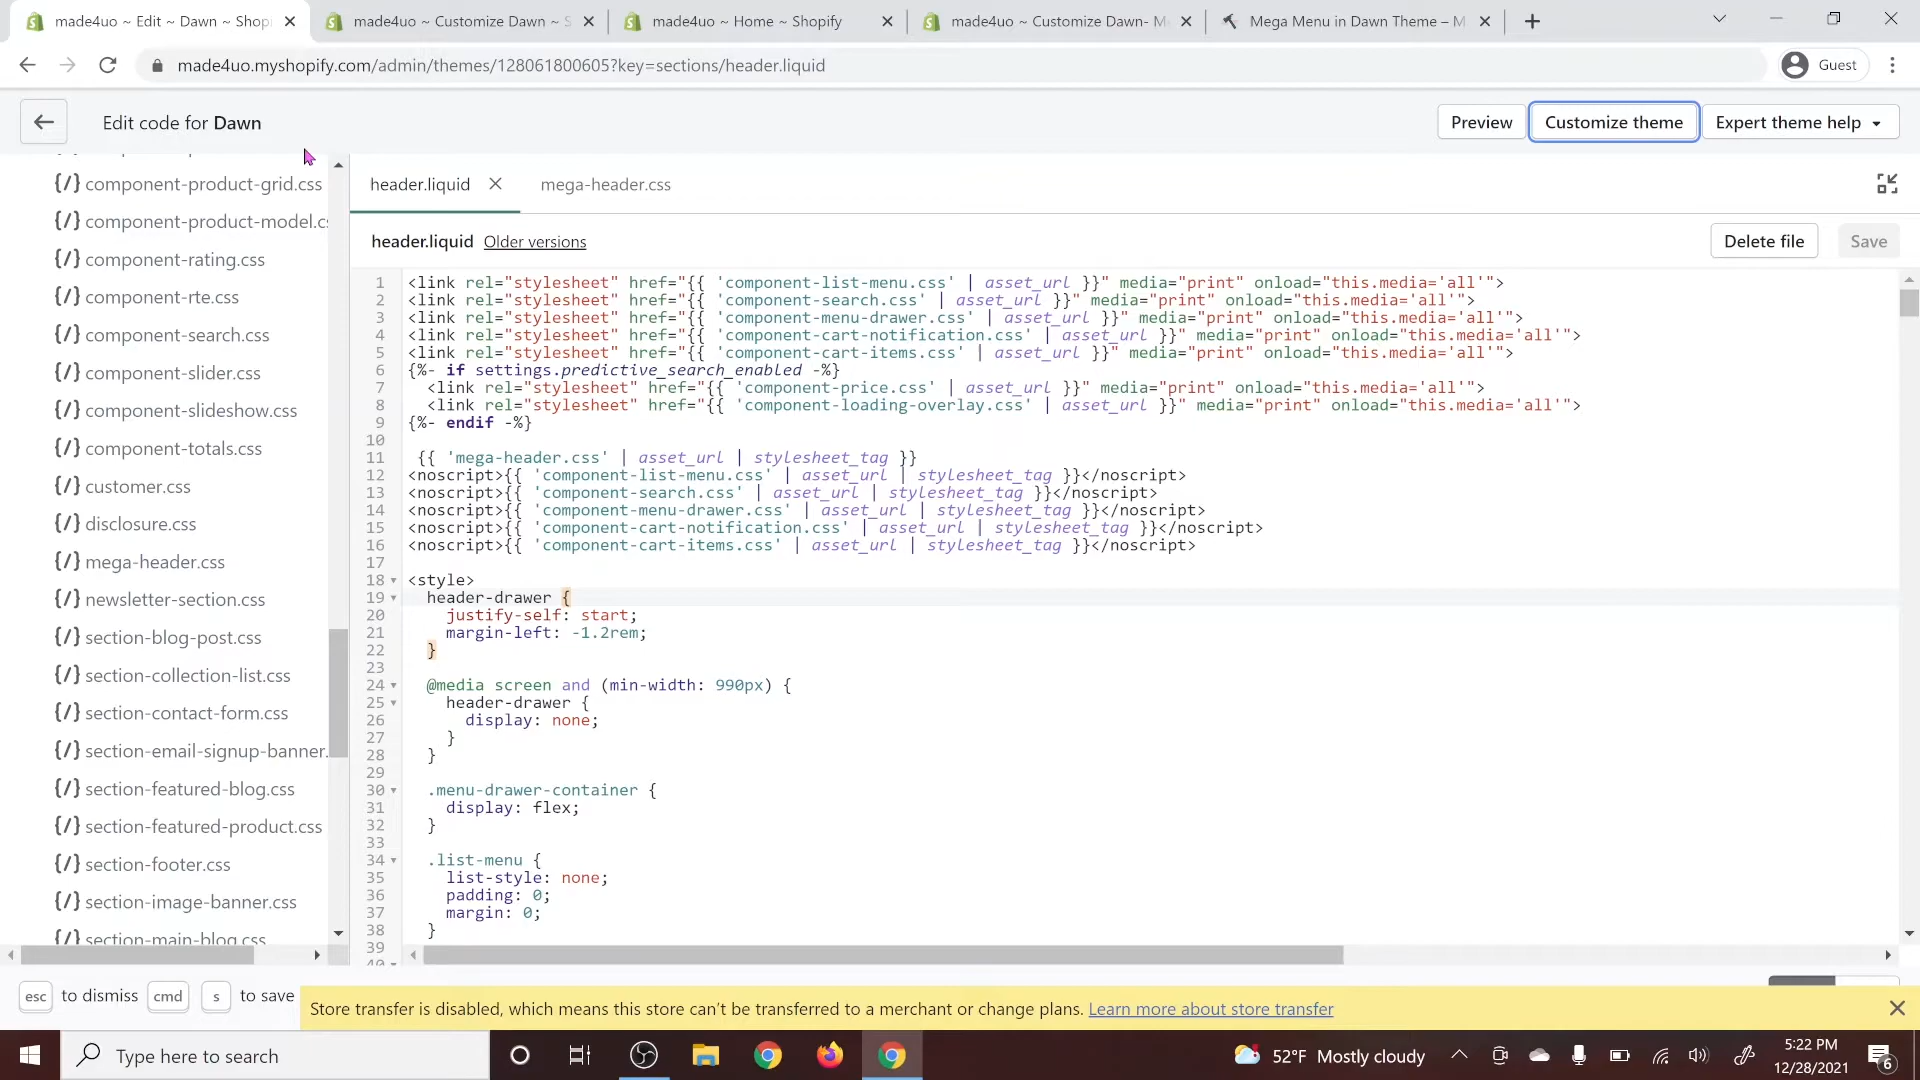 made4uo ~ Edit ~ Dawn ~ Shopi
made4uo ~ Customize Dawn ~ S
made4uo ~ Home ~ Shopify
made4uo ~ Customize Dawn- M
Mega Menu in Dawn Theme – M
made4uo.myshopify.com/admin/themes/128061800605?key=sections/header.liquid
Guest
Edit code for Dawn
Preview
Customize theme
Expert theme help
{/} component-product-grid.css
{/} component-product-model.cs
{/} component-rating.css
{/} component-rte.css
{/} component-search.css
{/} component-slider.css
{/} component-slideshow.css
{/} component-totals.css
{/} customer.css
{/} disclosure.css
{/} mega-header.css
{/} newsletter-section.css
{/} section-blog-post.css
{/} section-collection-list.css
{/} section-contact-form.css
{/} section-email-signup-banner.
{/} section-featured-blog.css
{/} section-featured-product.css
{/} section-footer.css
{/} section-image-banner.css
{/} section-main-blog.css
header.liquid
mega-header.css
header.liquid Older versions
Delete file
Save
1 <link rel="stylesheet" href="{{ 'component-list-menu.css' | asset_url }}" media="print" onload="this.media='all'">
2 <link rel="stylesheet" href="{{ 'component-search.css' | asset_url }}" media="print" onload="this.media='all'">
3 <link rel="stylesheet" href="{{ 'component-menu-drawer.css' | asset_url }}" media="print" onload="this.media='all'">
4 <link rel="stylesheet" href="{{ 'component-cart-notification.css' | asset_url }}" media="print" onload="this.media='all'">
5 <link rel="stylesheet" href="{{ 'component-cart-items.css' | asset_url }}" media="print" onload="this.media='all'">
6 {%- if settings.predictive_search_enabled -%}
7 <link rel="stylesheet" href="{{ 'component-price.css' | asset_url }}" media="print" onload="this.media='all'">
8 <link rel="stylesheet" href="{{ 'component-loading-overlay.css' | asset_url }}" media="print" onload="this.media='all'">
9 {%- endif -%}
10
11 {{ 'mega-header.css' | asset_url | stylesheet_tag }}
12 <noscript>{{ 'component-list-menu.css' | asset_url | stylesheet_tag }}</noscript>
13 <noscript>{{ 'component-search.css' | asset_url | stylesheet_tag }}</noscript>
14 <noscript>{{ 'component-menu-drawer.css' | asset_url | stylesheet_tag }}</noscript>
15 <noscript>{{ 'component-cart-notification.css' | asset_url | stylesheet_tag }}</noscript>
16 <noscript>{{ 'component-cart-items.css' | asset_url | stylesheet_tag }}</noscript>
17
18 <style>
19 header-drawer {
20 justify-self: start;
21 margin-left: -1.2rem;
22 }
23
24 @media screen and (min-width: 990px) {
25 header-drawer {
26 display: none;
27 }
28 }
29
30 .menu-drawer-container {
31 display: flex;
32 }
33
34 .list-menu {
35 list-style: none;
36 padding: 0;
37 margin: 0;
38 }
39
40
esc to dismiss cmd s to save
Store transfer is disabled, which means this store can't be transferred to a merchant or change plans. Learn more about store transfer
Type here to search
52°F Mostly cloudy
5:22 PM
12/28/2021
6